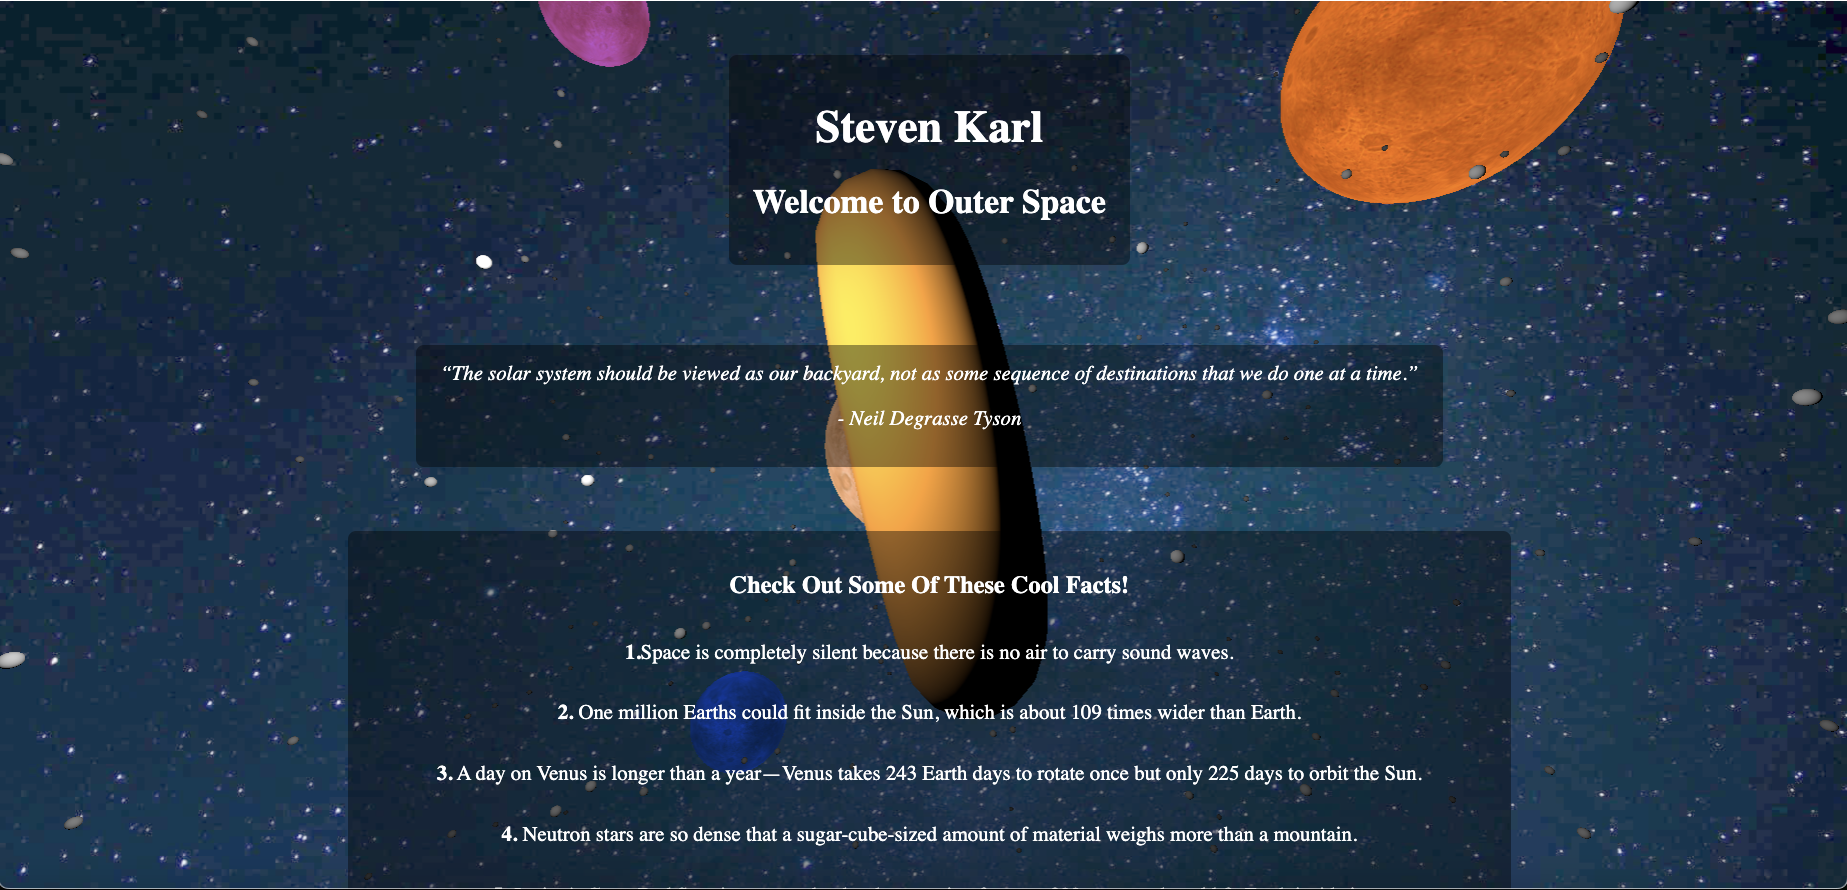 Steven Karl
Welcome to Outer Space
“The solar system should be viewed as our backyard, not as some sequence of destinations that we do one at a time.”
- Neil Degrasse Tyson
Check Out Some Of These Cool Facts!
1.Space is completely silent because there is no air to carry sound waves.
2. One million Earths could fit inside the Sun, which is about 109 times wider than Earth.
3. A day on Venus is longer than a year—Venus takes 243 Earth days to rotate once but only 225 days to orbit the Sun.
4. Neutron stars are so dense that a sugar-cube-sized amount of material weighs more than a mountain.